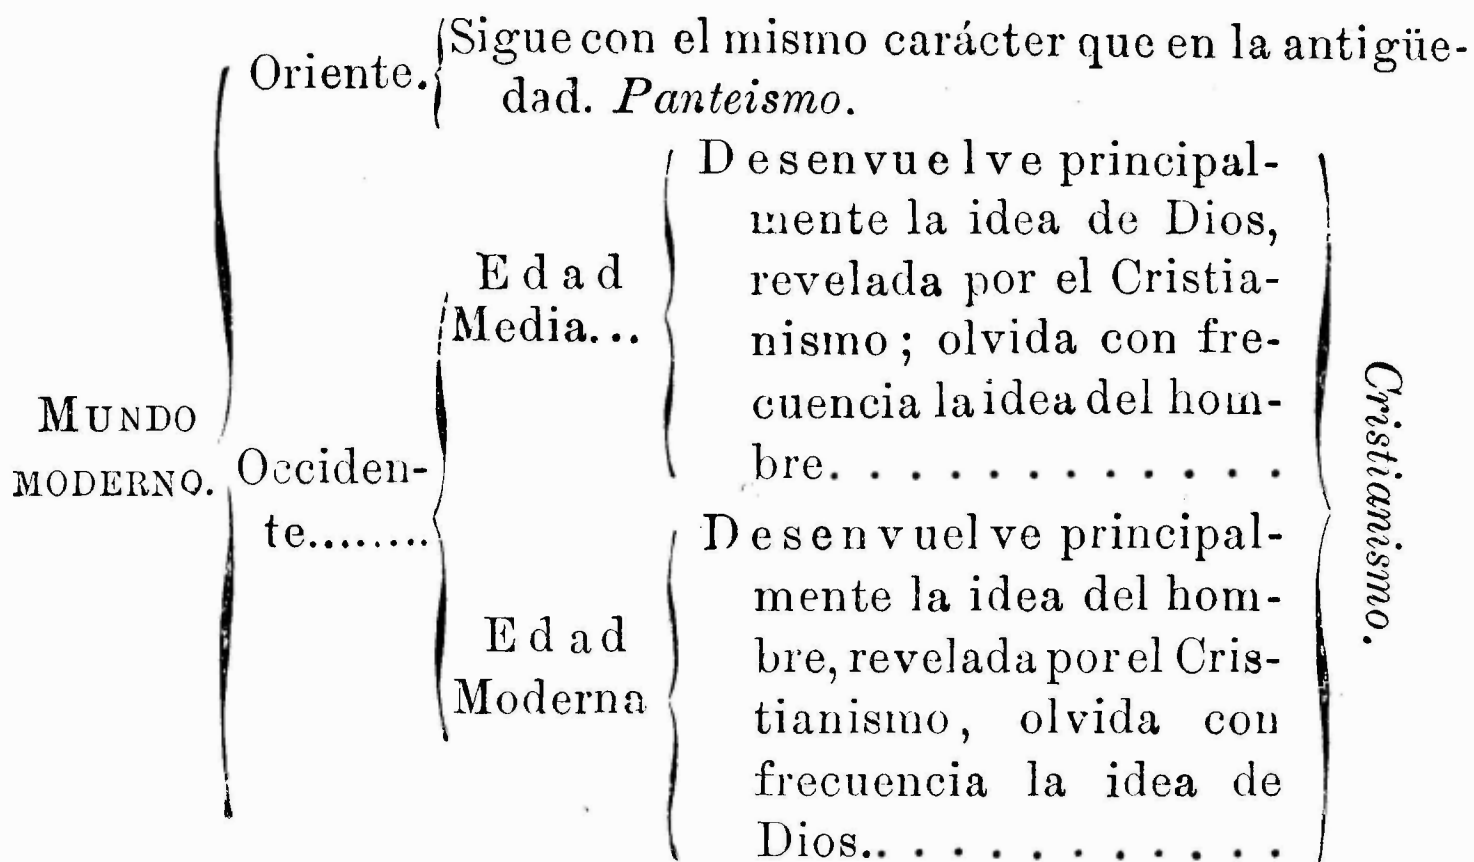 MUNDO
MODERNO.
Oriente.
Sigue con el mismo carácter que en la antigüe-
dad. Panteismo.
Occiden-
te........
Edad
Media...
Desenvuelve principal-
mente la idea de Dios,
revelada por el Cristia-
nismo; olvida con fre-
cuencia la idea del hom-
bre. . . . . . . . . . . .
Edad
Moderna
Desenvuelve principal-
mente la idea del hom-
bre, revelada por el Cris-
tianismo, olvida con
frecuencia la idea de
Dios.. . . . . . . . . . .
Cristianismo.